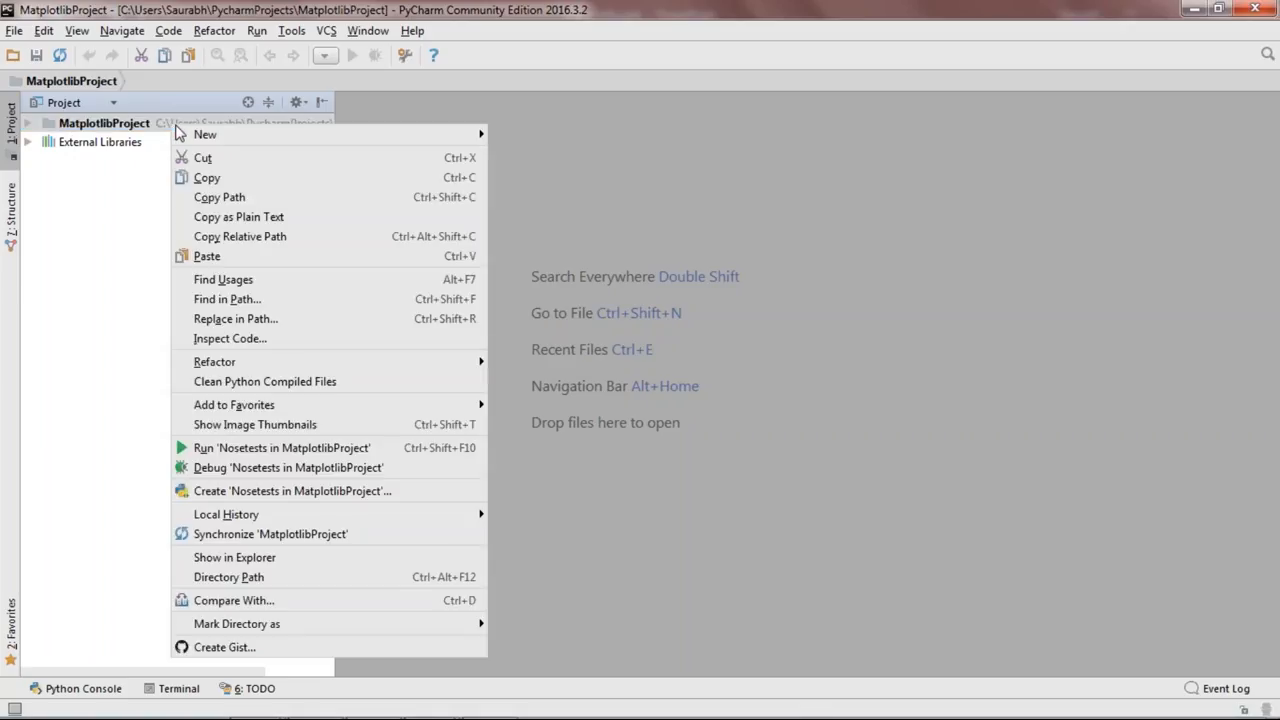 MatplotlibProject - [C:\Users\Saurabh\PycharmProjects\MatplotlibProject] - PyCharm Community Edition 2016.3.2
File Edit View Navigate Code Refactor Run Tools VCS Window Help
MatplotlibProject
1: Project
Project
MatplotlibProject C:\Users\Saurabh\PycharmProjects\
External Libraries
7: Structure
2: Favorites
New
Cut Ctrl+X
Copy Ctrl+C
Copy Path Ctrl+Shift+C
Copy as Plain Text
Copy Relative Path Ctrl+Alt+Shift+C
Paste Ctrl+V
Find Usages Alt+F7
Find in Path... Ctrl+Shift+F
Replace in Path... Ctrl+Shift+R
Inspect Code...
Refactor
Clean Python Compiled Files
Add to Favorites
Show Image Thumbnails Ctrl+Shift+T
Run 'Nosetests in MatplotlibProject' Ctrl+Shift+F10
Debug 'Nosetests in MatplotlibProject'
Create 'Nosetests in MatplotlibProject'...
Local History
Synchronize 'MatplotlibProject'
Show in Explorer
Directory Path Ctrl+Alt+F12
Compare With... Ctrl+D
Mark Directory as
Create Gist...
Search Everywhere Double Shift
Go to File Ctrl+Shift+N
Recent Files Ctrl+E
Navigation Bar Alt+Home
Drop files here to open
Python Console Terminal 6: TODO Event Log